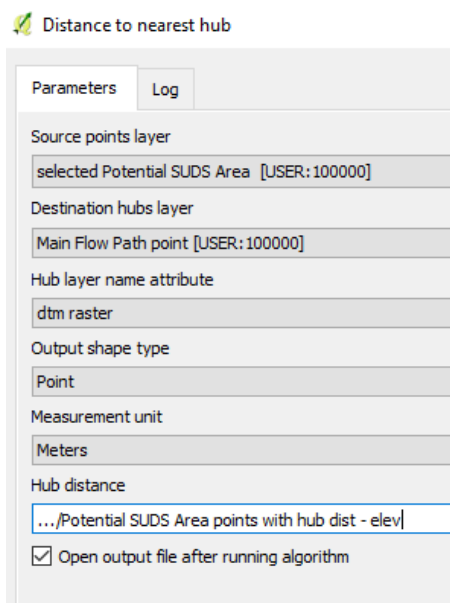 Distance to nearest hub
Parameters
Log
Source points layer
selected Potential SUDS Area [USER:100000]
Destination hubs layer
Main Flow Path point [USER:100000]
Hub layer name attribute
dtm raster
Output shape type
Point
Measurement unit
Meters
Hub distance
.../Potential SUDS Area points with hub dist - elev
Open output file after running algorithm